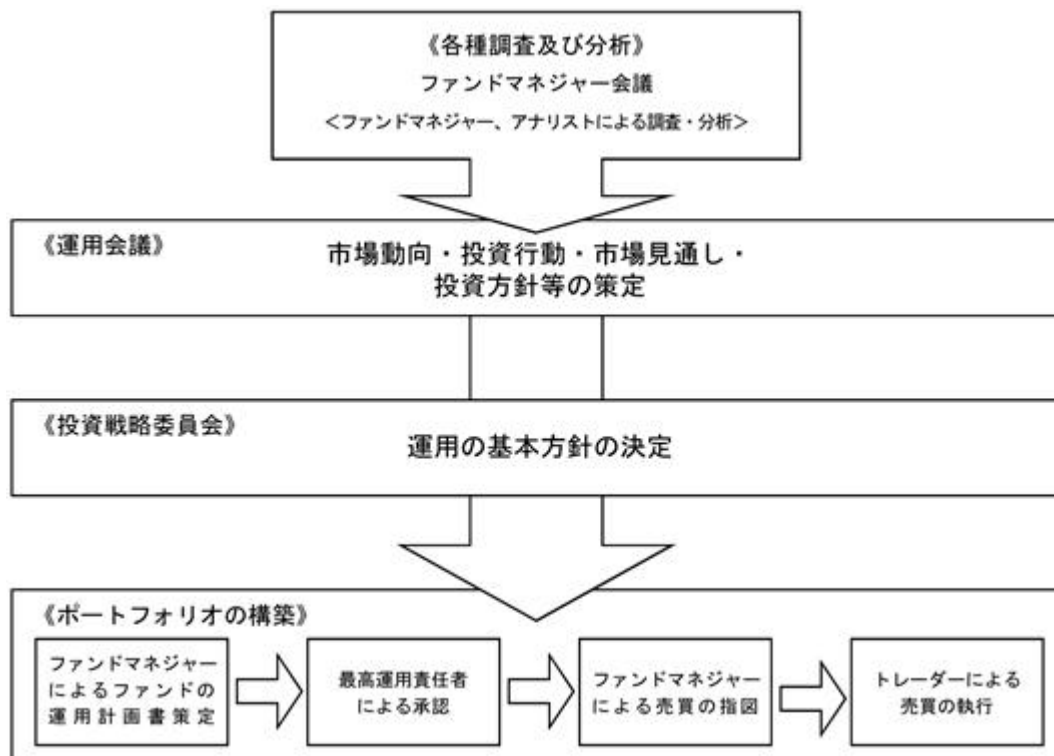 《各種調査及び分析》
ファンドマネジャー会議
＜ファンドマネジャー、アナリストによる調査・分析＞
《運用会議》
市場動向・投資行動・市場見通し・
投資方針等の策定
《投資戦略委員会》
運用の基本方針の決定
《ポートフォリオの構築》
ファンドマネジャー
によるファンドの
運用計画書策定
最高運用責任者
による承認
ファンドマネジャー
による売買の指図
トレーダーによる
売買の執行